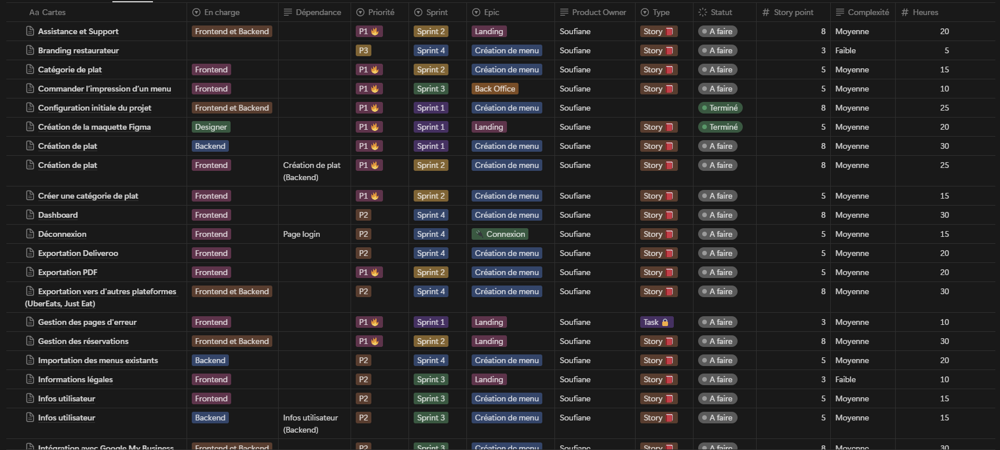 Aa Cartes En charge Dépendance Priorité Sprint Epic Product Owner Type Statut # Story point Complexité # Heures
Assistance et Support Frontend et Backend P1 🔥 Sprint 2 Landing Soufiane Story 📕 A faire 8 Moyenne 20
Branding restaurateur P3 Sprint 4 Création de menu Soufiane Story 📕 A faire 3 Faible 5
Catégorie de plat Frontend P1 🔥 Sprint 2 Création de menu Soufiane Story 📕 A faire 5 Moyenne 15
Commander l’impression d’un menu Frontend P1 🔥 Sprint 3 Back Office Soufiane Story 📕 A faire 5 Moyenne 10
Configuration initiale du projet Frontend et Backend P1 🔥 Sprint 1 Création de menu Soufiane Terminé 8 Moyenne 25
Création de la maquette Figma Designer P1 🔥 Sprint 1 Landing Soufiane Story 📕 Terminé 5 Moyenne 20
Création de plat Backend P1 🔥 Sprint 1 Création de menu Soufiane Story 📕 A faire 8 Moyenne 30
Création de plat Frontend Création de plat P1 🔥 Sprint 2 Création de menu Soufiane Story 📕 A faire 8 Moyenne 25
(Backend)
Créer une catégorie de plat Frontend P1 🔥 Sprint 2 Création de menu Soufiane Story 📕 A faire 5 Moyenne 15
Dashboard Frontend P2 Sprint 4 Création de menu Soufiane Story 📕 A faire 8 Moyenne 30
Déconnexion Frontend Page login P2 Sprint 4 🔌 Connexion Soufiane Story 📕 A faire 5 Moyenne 15
Exportation Deliveroo Frontend P2 Sprint 4 Création de menu Soufiane Story 📕 A faire 5 Moyenne 20
Exportation PDF Frontend P1 🔥 Sprint 2 Création de menu Soufiane Story 📕 A faire 5 Moyenne 20
Exportation vers d'autres plateformes Frontend et Backend P2 Sprint 4 Création de menu Soufiane Story 📕 A faire 8 Moyenne 30
(UberEats, Just Eat)
Gestion des pages d'erreur Frontend P1 🔥 Sprint 1 Landing Soufiane Task 🔒 A faire 3 Moyenne 10
Gestion des réservations Frontend et Backend P1 🔥 Sprint 2 Landing Soufiane Story 📕 A faire 8 Moyenne 30
Importation des menus existants Backend P2 Sprint 4 Création de menu Soufiane Story 📕 A faire 5 Moyenne 20
Informations légales Frontend P2 Sprint 3 Landing Soufiane Story 📕 A faire 3 Faible 10
Infos utilisateur Frontend P2 Sprint 3 Création de menu Soufiane Story 📕 A faire 5 Moyenne 15
Infos utilisateur Backend Infos utilisateur P2 Sprint 3 Création de menu Soufiane Story 📕 A faire 5 Moyenne 15
(Backend)
Intégration avec Google My Business Frontend et Backend P2 Sprint 3 Création de menu Soufiane Story 📕 A faire 8 Moyenne 30